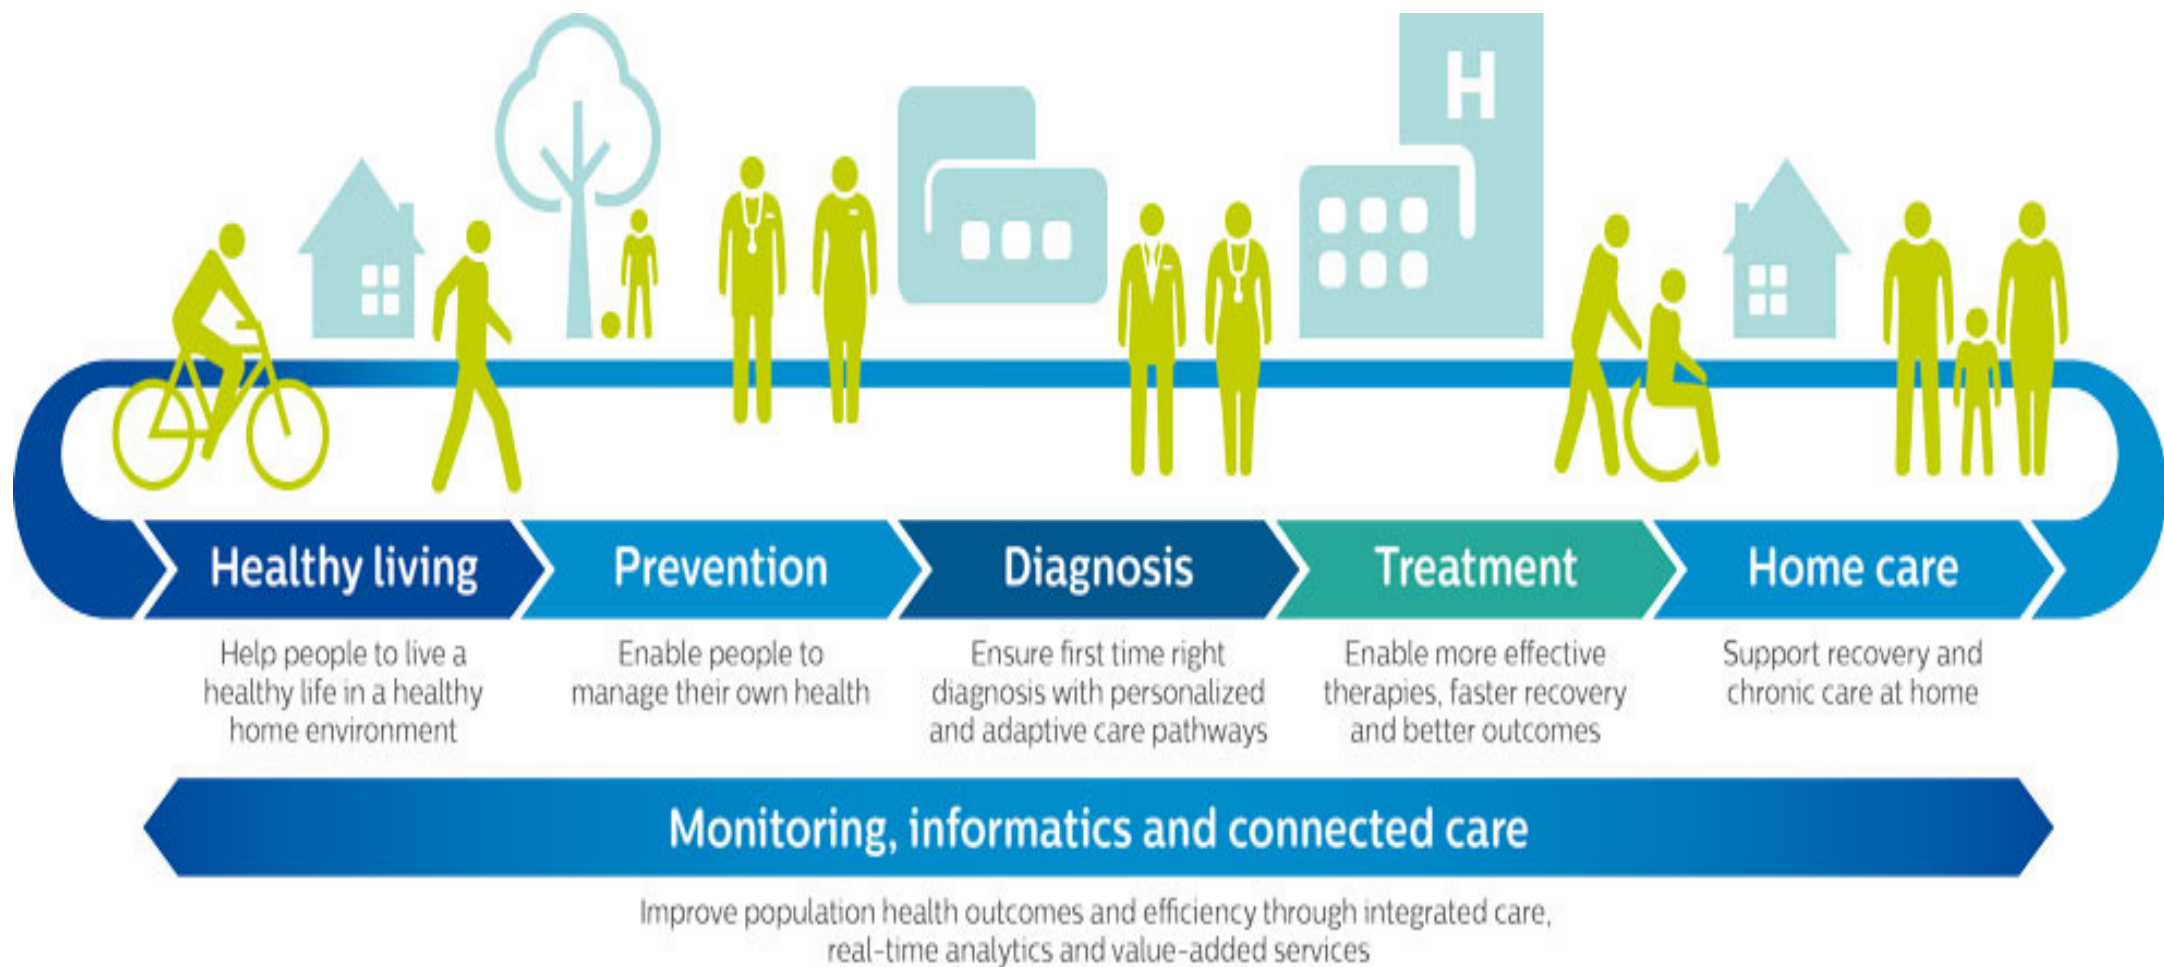 H
Healthy living
Prevention
Diagnosis
Treatment
Home care
Help people to live a
healthy life in a healthy
home environment
Enable people to
manage their own health
Ensure first time right
diagnosis with personalized
and adaptive care pathways
Enable more effective
therapies, faster recovery
and better outcomes
Support recovery and
chronic care at home
Monitoring, informatics and connected care
Improve population health outcomes and efficiency through integrated care,
real-time analytics and value-added services